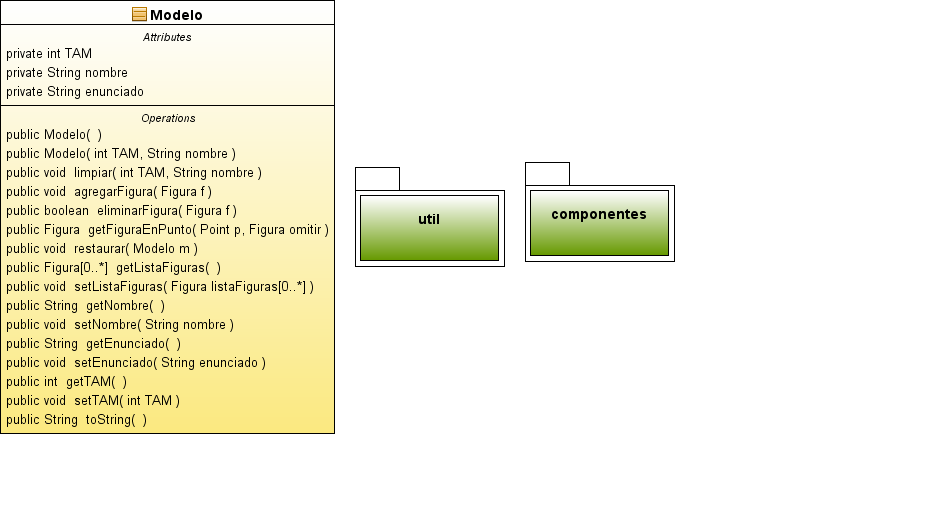 Modelo
Attributes
private int TAM
private String nombre
private String enunciado
Operations
public Modelo( )
public Modelo( int TAM, String nombre )
public void limpiar( int TAM, String nombre )
public void agregarFigura( Figura f )
public boolean eliminarFigura( Figura f )
public Figura getFiguraEnPunto( Point p, Figura omitir )
public void restaurar( Modelo m )
public Figura[0..*] getListaFiguras( )
public void setListaFiguras( Figura listaFiguras[0..*] )
public String getNombre( )
public void setNombre( String nombre )
public String getEnunciado( )
public void setEnunciado( String enunciado )
public int getTAM( )
public void setTAM( int TAM )
public String toString( )
util
componentes